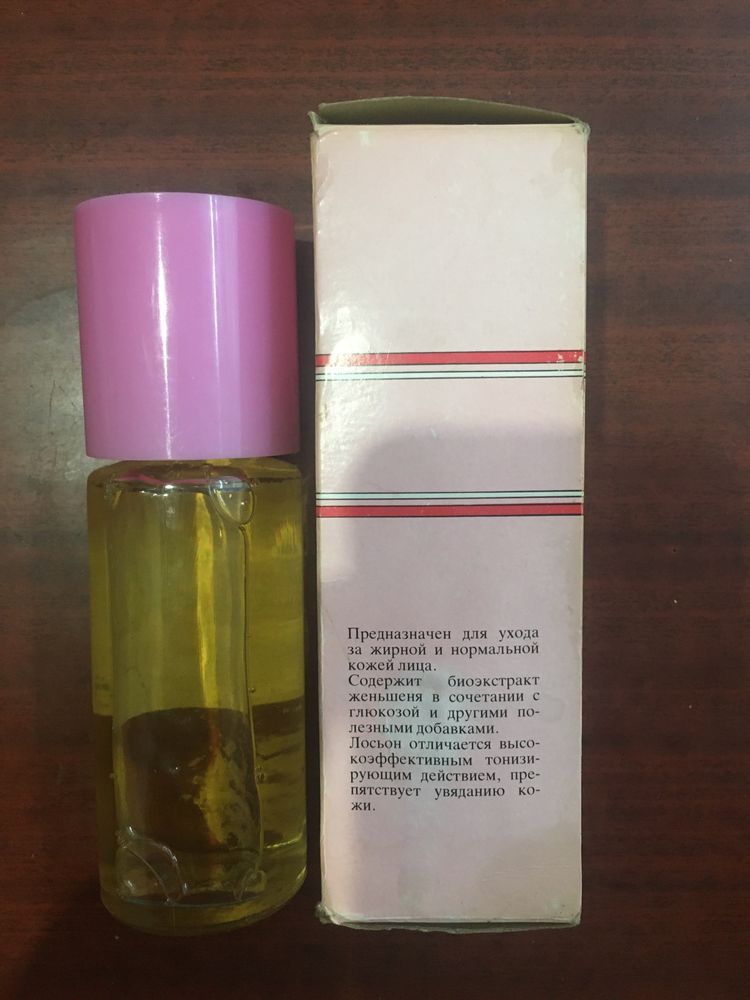 Предназначен для ухода
за жирной и нормальной
кожей лица.
Содержит биоэкстракт
женьшеня в сочетании с
глюкозой и другими по-
лезными добавками.
Лосьон отличается высо-
коэффективным тонизи-
рующим действием, пре-
пятствует увяданию ко-
жи.